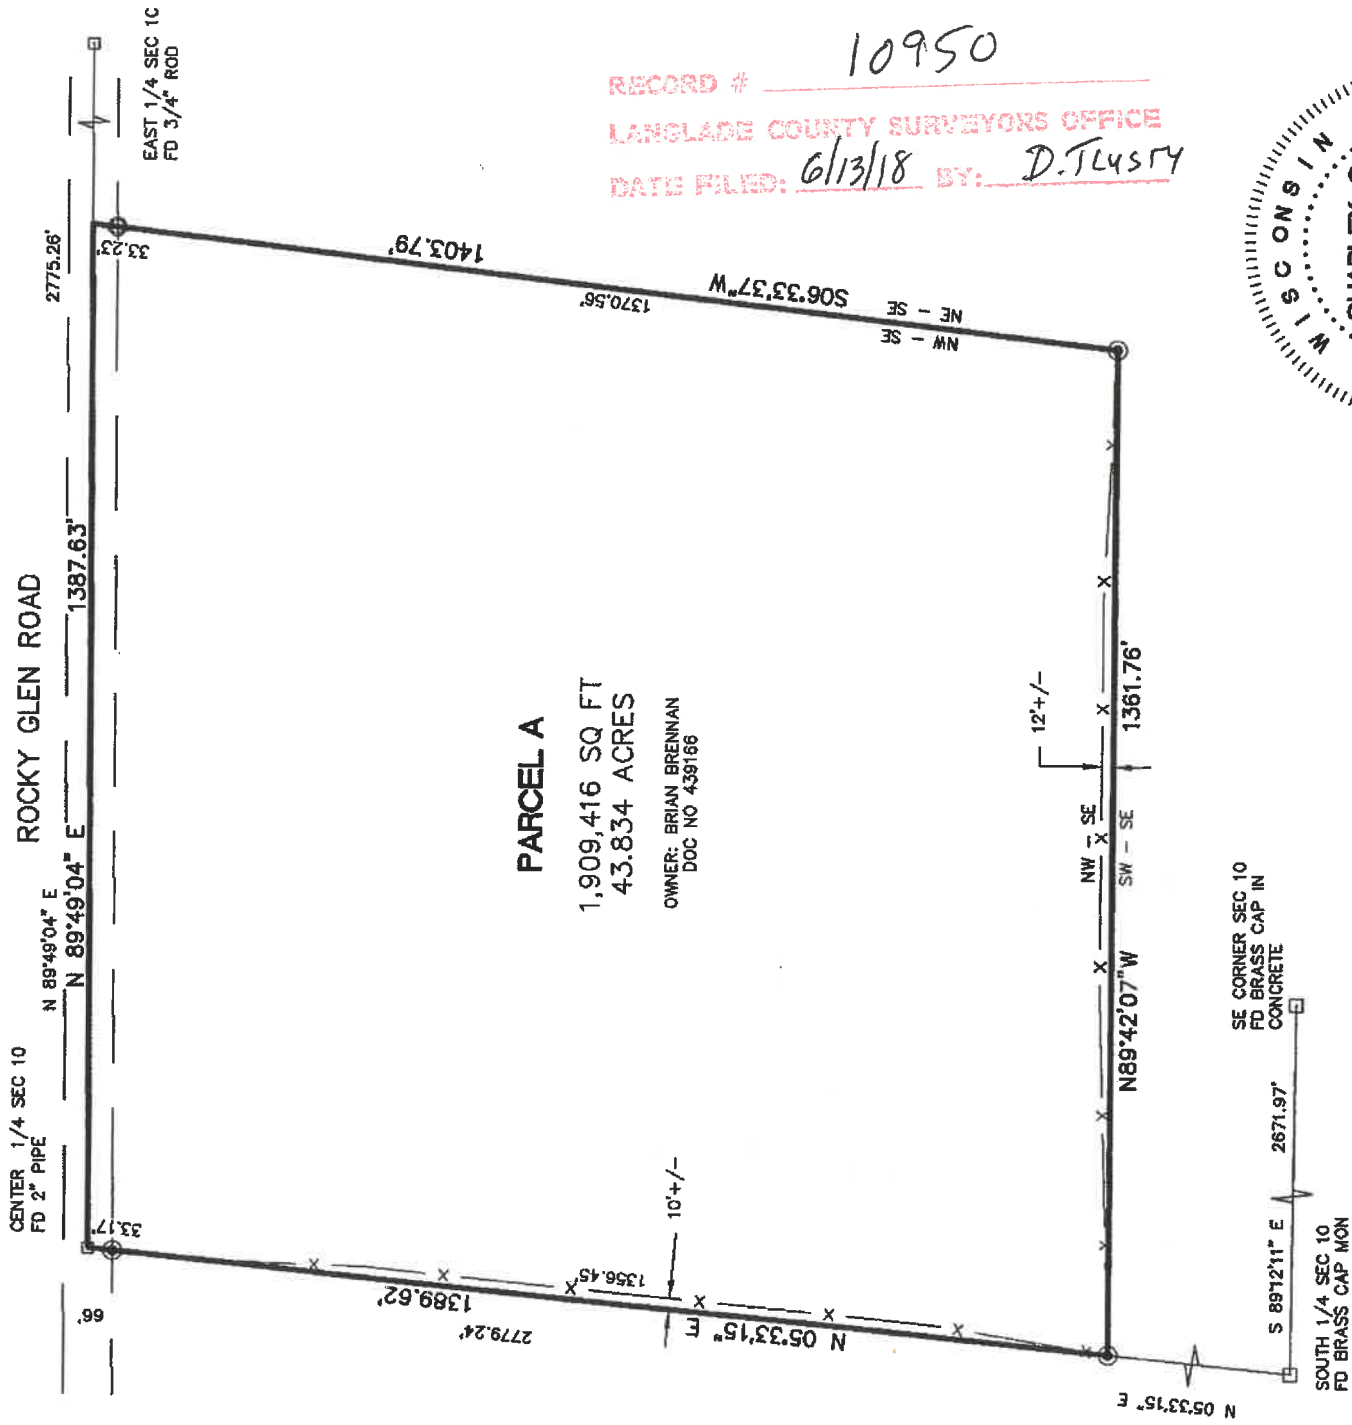 EAST 1/4 SEC 1C
FD 3/4" ROD
10950
RECORD #
LANGLADE COUNTY SURVEYORS OFFICE
DATE FILED: 6/13/18 BY: D. TLUSTY
WISCONSIN
ROCKY GLEN ROAD
2775.26'
N 89°49'04" E
N 89°49'04" E 1387.63'
33.23'
CENTER 1/4 SEC 10
FD 2" PIPE
33.17'
66'
1403.79'
1370.56'
S06°33'37"W
NE - SE
NW - SE
PARCEL A
1,909,416 SQ FT
43.834 ACRES
OWNER: BRIAN BRENNAN
DOC NO 439166
12'+/-
NW - SE
SW - SE
N89°42'07"W
1361.76'
10'+/-
1356.45'
1389.62'
2779.24'
N 05°33'15" E
SE CORNER SEC 10
FD BRASS CAP IN
CONCRETE
S 89°12'11" E 2671.97'
SOUTH 1/4 SEC 10
FD BRASS CAP MON
N 05°33'15" E